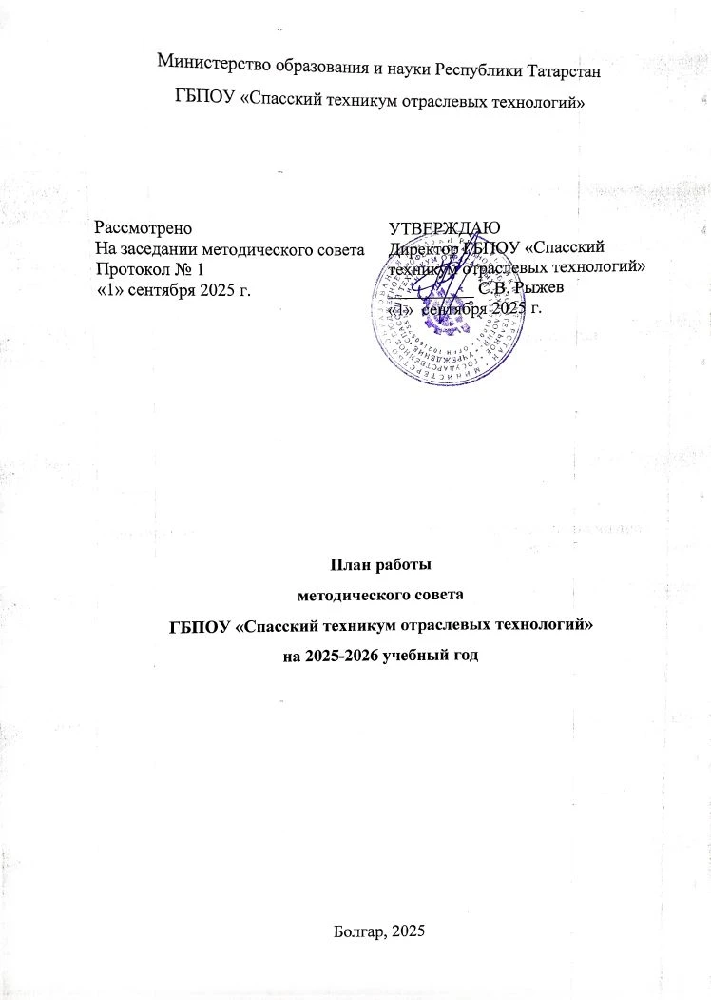 Министерство образования и науки Республики Татарстан
ГБПОУ «Спасский техникум отраслевых технологий»
Рассмотрено
На заседании методического совета
Протокол № 1
«1» сентября 2025 г.
УТВЕРЖДАЮ
Директор ГБПОУ «Спасский
техникум отраслевых технологий»
__________ С.В. Рыжев
«1» сентября 2025 г.
План работы
методического совета
ГБПОУ «Спасский техникум отраслевых технологий»
на 2025-2026 учебный год
Болгар, 2025